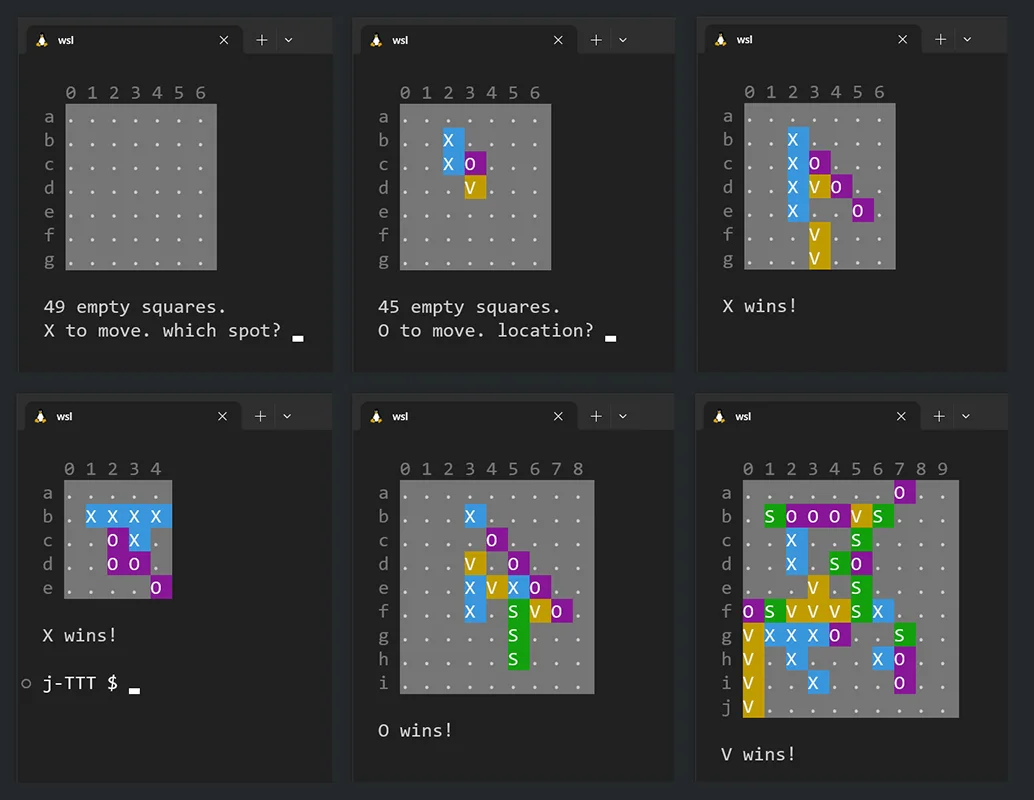 wsl
0 1 2 3 4 5 6
a . . . . . . .
b . . . . . . .
c . . . . . . .
d . . . . . . .
e . . . . . . .
f . . . . . . .
g . . . . . . .
49 empty squares.
X to move. which spot?
wsl
0 1 2 3 4 5 6
a . . . . . . .
b . . X . . . .
c . . X O . . .
d . . . V . . .
e . . . . . . .
f . . . . . . .
g . . . . . . .
45 empty squares.
O to move. location?
wsl
0 1 2 3 4 5 6
a . . . . . . .
b . . X . . . .
c . . X O . . .
d . . X V O . .
e . . X . . O .
f . . . V . . .
g . . . V . . .
X wins!
wsl
0 1 2 3 4
a . . . . .
b . X X X X
c . . O X .
d . . O O .
e . . . . O
X wins!
j-TTT $
wsl
0 1 2 3 4 5 6 7 8
a . . . . . . . . .
b . . . X . . . . .
c . . . . O . . . .
d . . . V . O . . .
e . . . X V X O . .
f . . . X . S V O .
g . . . . . S . . .
h . . . . . S . . .
i . . . . . . . . .
O wins!
wsl
0 1 2 3 4 5 6 7 8 9
a . . . . . . . O . .
b . S O O O V S . . .
c . . X . . S . . . .
d . . X . S O . . . .
e . . . V . S . . . .
f O S V V V S X . . .
g V X X X O . . S . .
h V . X . . . X O . .
i V . . X . . . O . .
j V . . . . . . . . .
V wins!